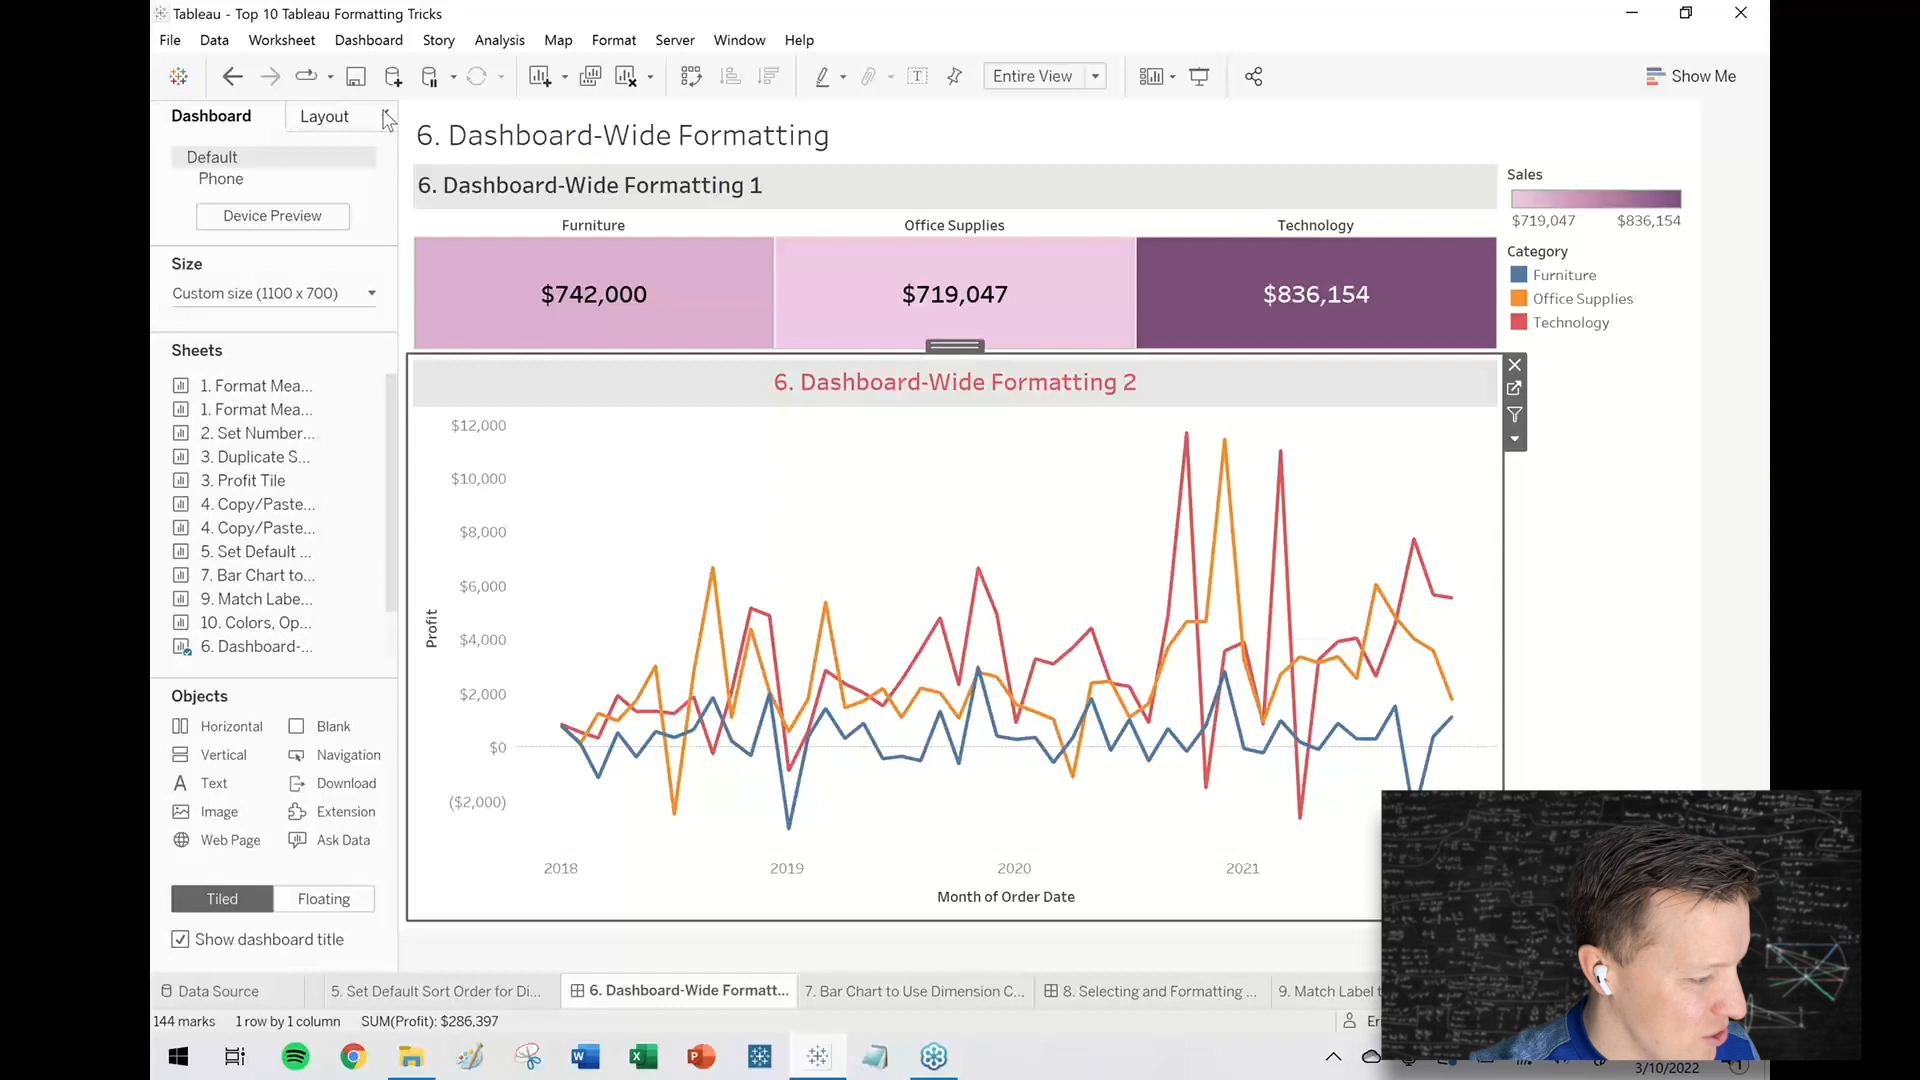 Tableau - Top 10 Tableau Formatting Tricks
File Data Worksheet Dashboard Story Analysis Map Format Server Window Help
Entire View
Show Me
Dashboard Layout
Default
Phone
Device Preview
Size
Custom size (1100 x 700)
Sheets
1. Format Mea...
1. Format Mea...
2. Set Number...
3. Duplicate S...
3. Profit Tile
4. Copy/Paste...
4. Copy/Paste...
5. Set Default ...
7. Bar Chart to...
9. Match Labe...
10. Colors, Op...
6. Dashboard-...
Objects
Horizontal Blank
Vertical Navigation
Text Download
Image Extension
Web Page Ask Data
Tiled Floating
Show dashboard title
6. Dashboard-Wide Formatting
6. Dashboard-Wide Formatting 1
Furniture Office Supplies Technology
$742,000 $719,047 $836,154
6. Dashboard-Wide Formatting 2
$12,000
$10,000
$8,000
$6,000
$4,000
$2,000
$0
($2,000)
Profit
2018 2019 2020 2021
Month of Order Date
Sales
$719,047 $836,154
Category
Furniture
Office Supplies
Technology
Data Source 5. Set Default Sort Order for Di... 6. Dashboard-Wide Formatt... 7. Bar Chart to Use Dimension C... 8. Selecting and Formatting ... 9. Match Label
144 marks 1 row by 1 column SUM(Profit): $286,397
3/10/2022